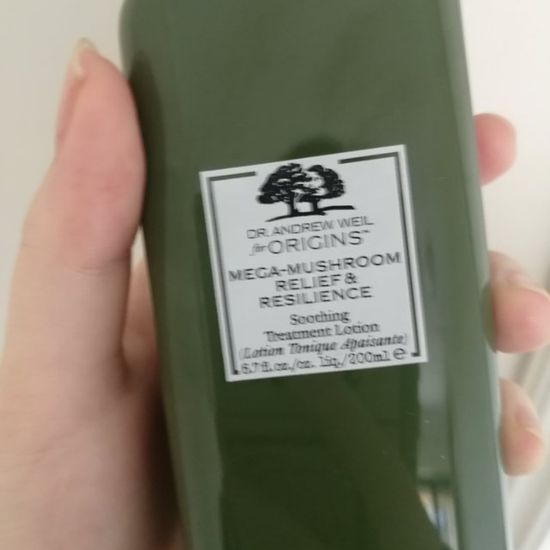 DR. ANDREW WEIL
for ORIGINS™
MEGA-MUSHROOM
RELIEF &
RESILIENCE
Soothing
Treatment Lotion
(Lotion Tonique Apaisante)
6.7 fl.oz./oz. liq./200ml ℮